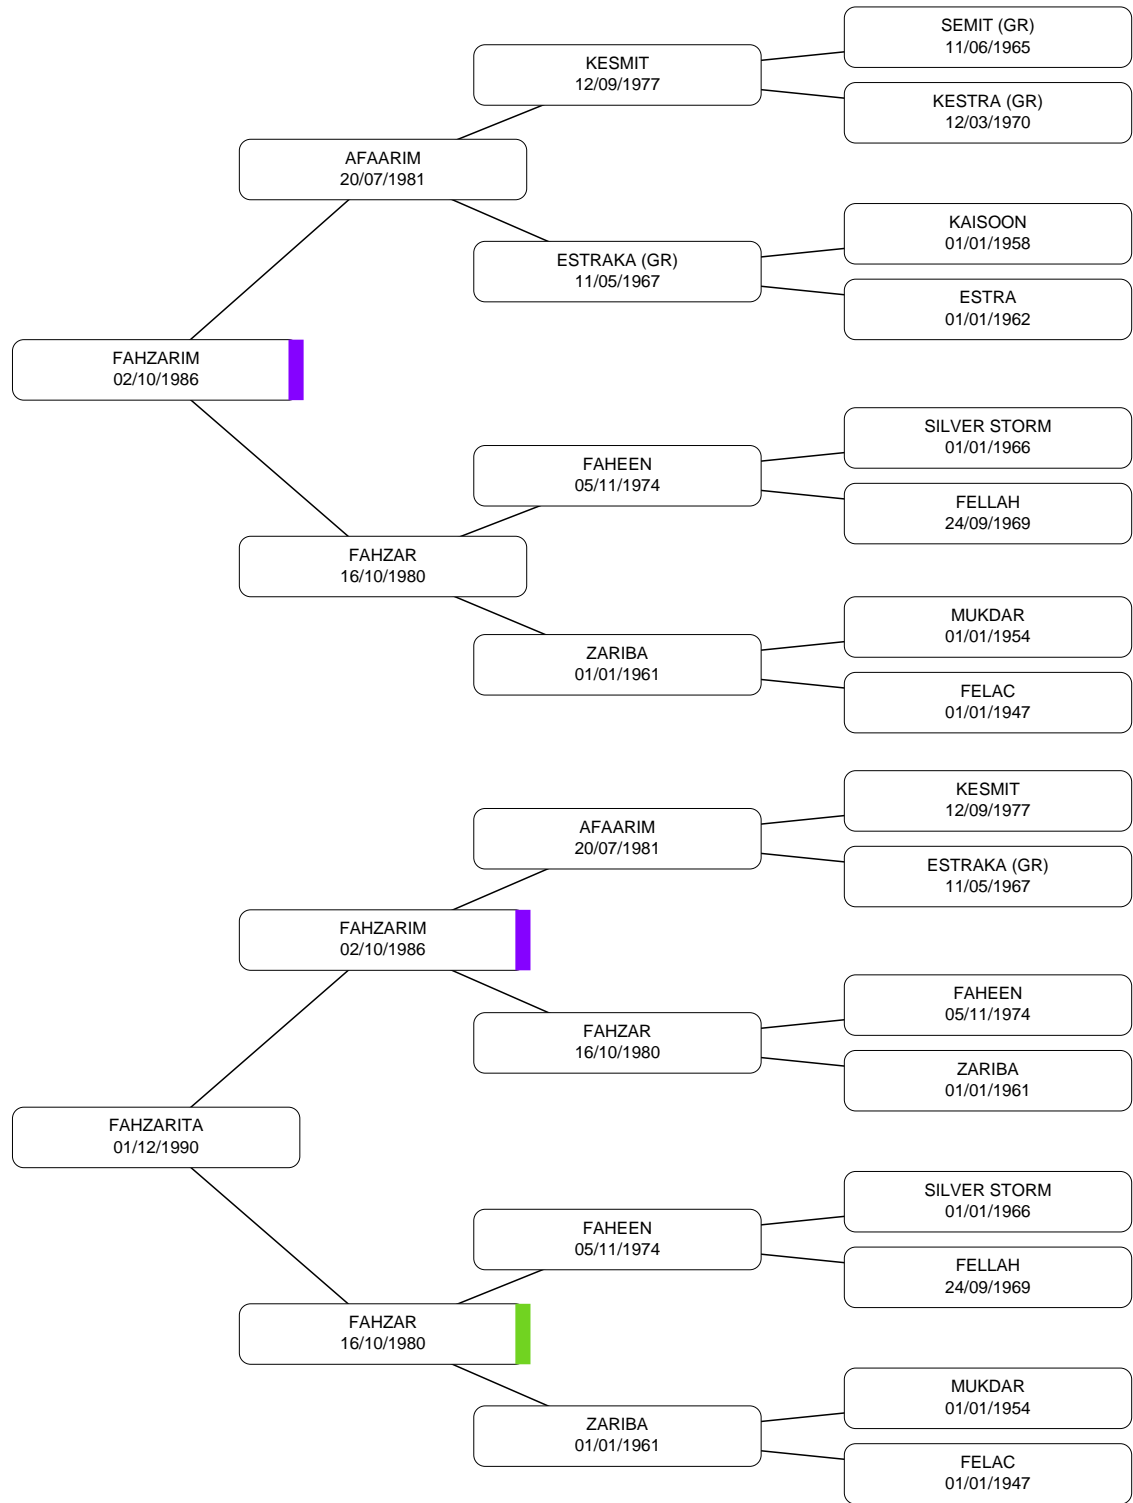 SEMIT (GR)
11/06/1965
KESMIT
12/09/1977
KESTRA (GR)
12/03/1970
AFAARIM
20/07/1981
KAISOON
01/01/1958
ESTRAKA (GR)
11/05/1967
ESTRA
01/01/1962
FAHZARIM
02/10/1986
SILVER STORM
01/01/1966
FAHEEN
05/11/1974
FELLAH
24/09/1969
FAHZAR
16/10/1980
MUKDAR
01/01/1954
ZARIBA
01/01/1961
FELAC
01/01/1947
KESMIT
12/09/1977
AFAARIM
20/07/1981
ESTRAKA (GR)
11/05/1967
FAHZARIM
02/10/1986
FAHEEN
05/11/1974
FAHZAR
16/10/1980
ZARIBA
01/01/1961
FAHZARITA
01/12/1990
SILVER STORM
01/01/1966
FAHEEN
05/11/1974
FELLAH
24/09/1969
FAHZAR
16/10/1980
MUKDAR
01/01/1954
ZARIBA
01/01/1961
FELAC
01/01/1947